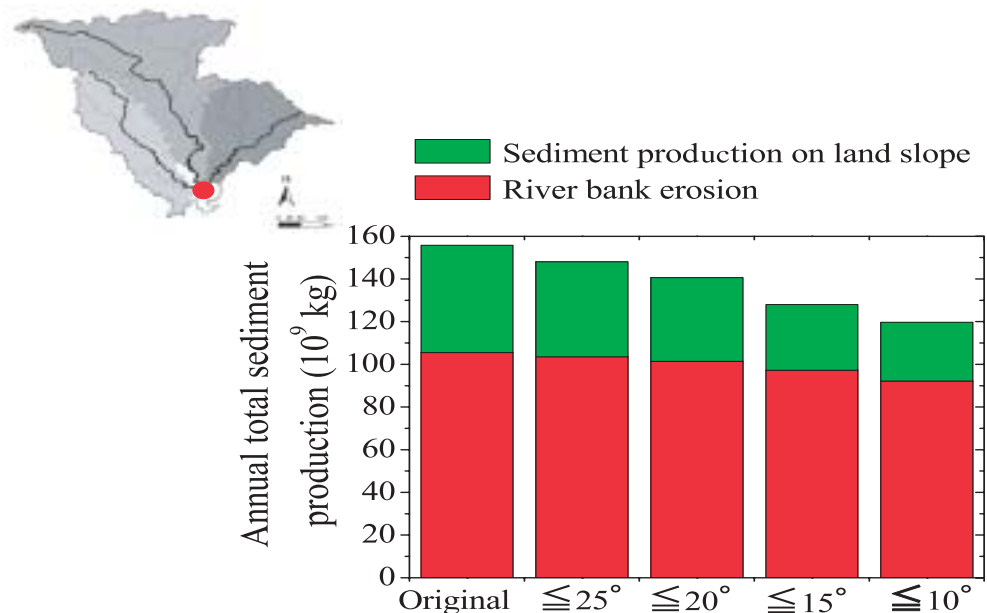 Sediment production on land slope
River bank erosion
Annual total sediment
production (10⁹ kg)
160
140
120
100
80
60
40
20
0
Original ≦25° ≦20° ≦15° ≦10°